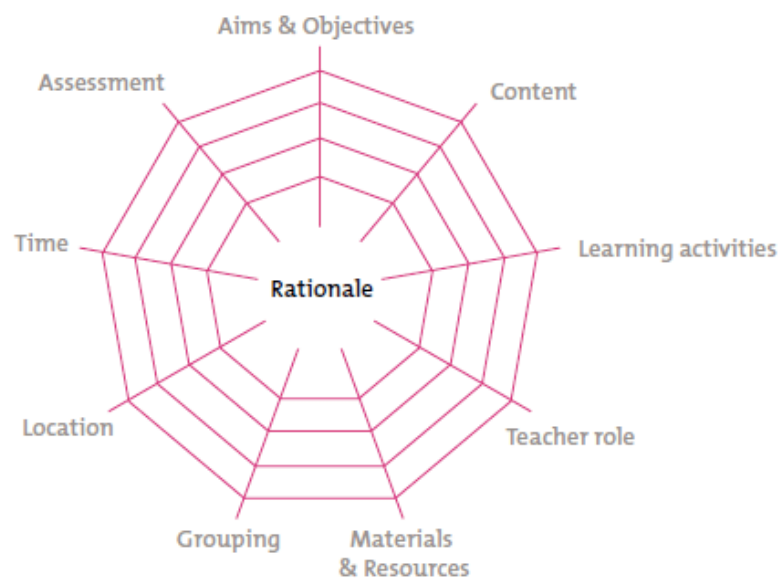 Aims & Objectives
Assessment
Content
Time
Learning activities
Rationale
Location
Teacher role
Grouping
Materials
& Resources